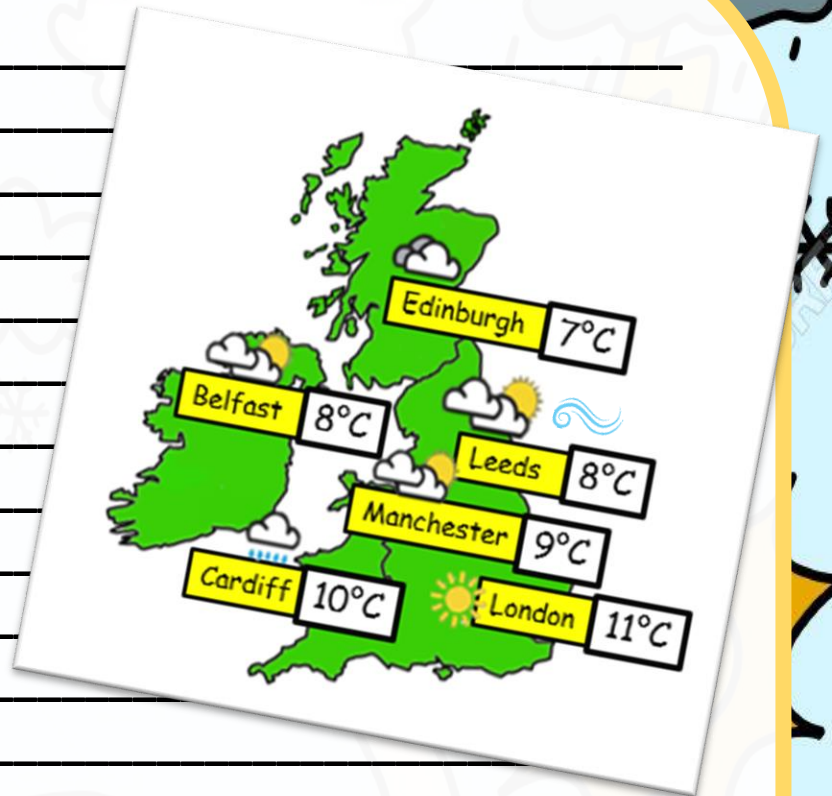 Edinburgh 7°C
Belfast 8°C
Leeds 8°C
Manchester 9°C
Cardiff 10°C
London 11°C